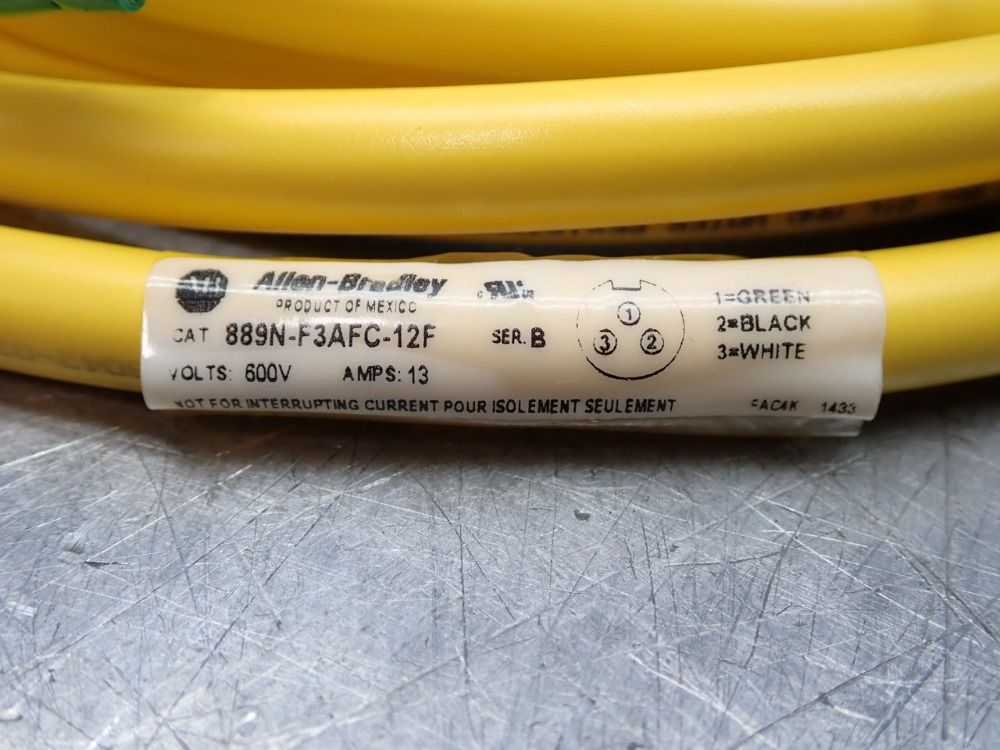 AB Allen-Bradley
PRODUCT OF MEXICO
CAT. 889N-F3AFC-12F
SER. B
VOLTS: 600V AMPS: 13
NOT FOR INTERRUPTING CURRENT POUR ISOLEMENT SEULEMENT
1
3 2
1=GREEN
2=BLACK
3=WHITE
1433